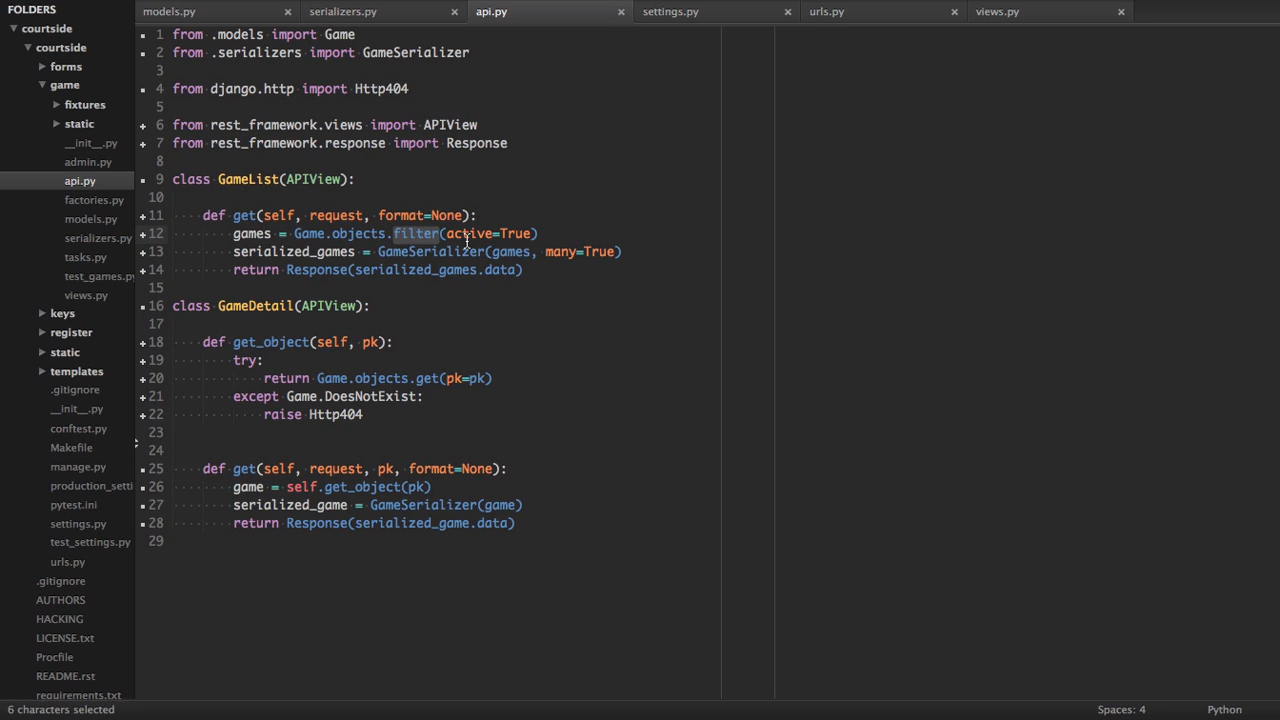 FOLDERS
courtside
courtside
forms
game
fixtures
static
__init__.py
admin.py
api.py
factories.py
models.py
serializers.py
tasks.py
test_games.py
views.py
keys
register
static
templates
.gitignore
__init__.py
conftest.py
Makefile
manage.py
production_setti
pytest.ini
settings.py
test_settings.py
urls.py
.gitignore
AUTHORS
HACKING
LICENSE.txt
Procfile
README.rst
requirements.txt
models.py × serializers.py × api.py × settings.py × urls.py × views.py ×
1 from .models import Game
2 from .serializers import GameSerializer
3
4 from django.http import Http404
5
6 from rest_framework.views import APIView
7 from rest_framework.response import Response
8
9 class GameList(APIView):
10
11 def get(self, request, format=None):
12 games = Game.objects.filter(active=True)
13 serialized_games = GameSerializer(games, many=True)
14 return Response(serialized_games.data)
15
16 class GameDetail(APIView):
17
18 def get_object(self, pk):
19 try:
20 return Game.objects.get(pk=pk)
21 except Game.DoesNotExist:
22 raise Http404
23
24
25 def get(self, request, pk, format=None):
26 game = self.get_object(pk)
27 serialized_game = GameSerializer(game)
28 return Response(serialized_game.data)
29
6 characters selected
Spaces: 4
Python